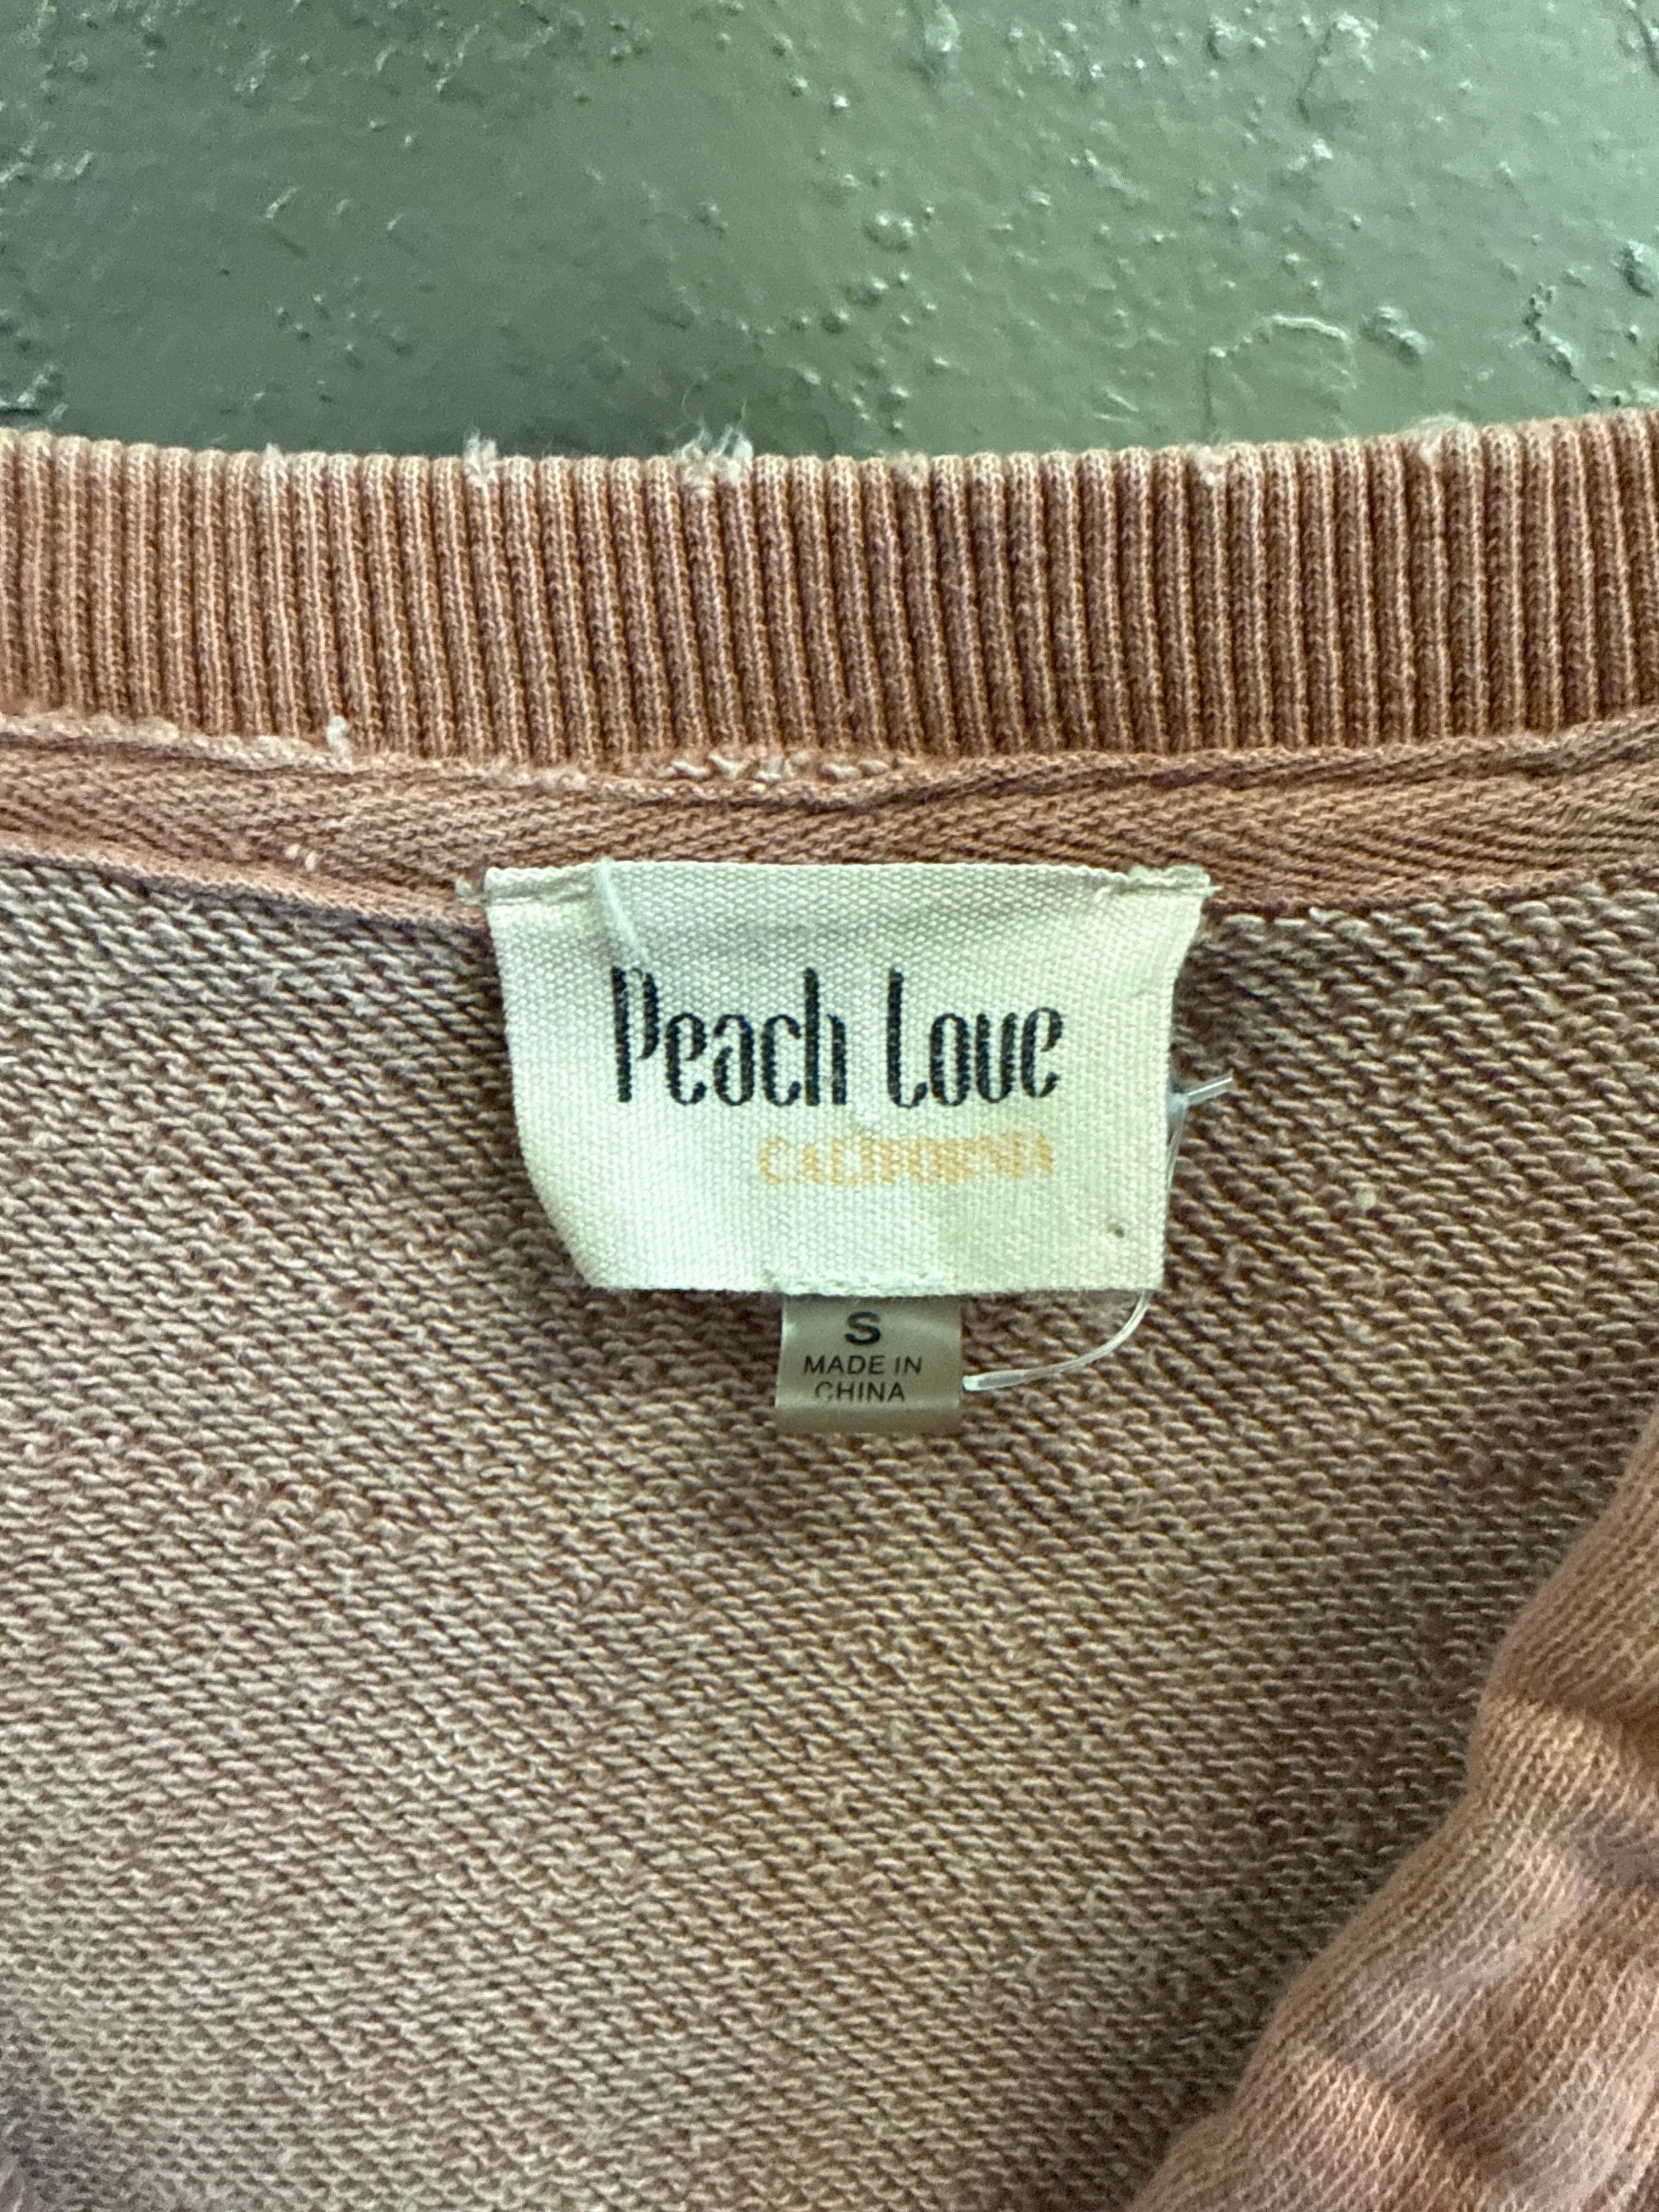 Peach Love
CALIFORNIA
S
MADE IN
CHINA